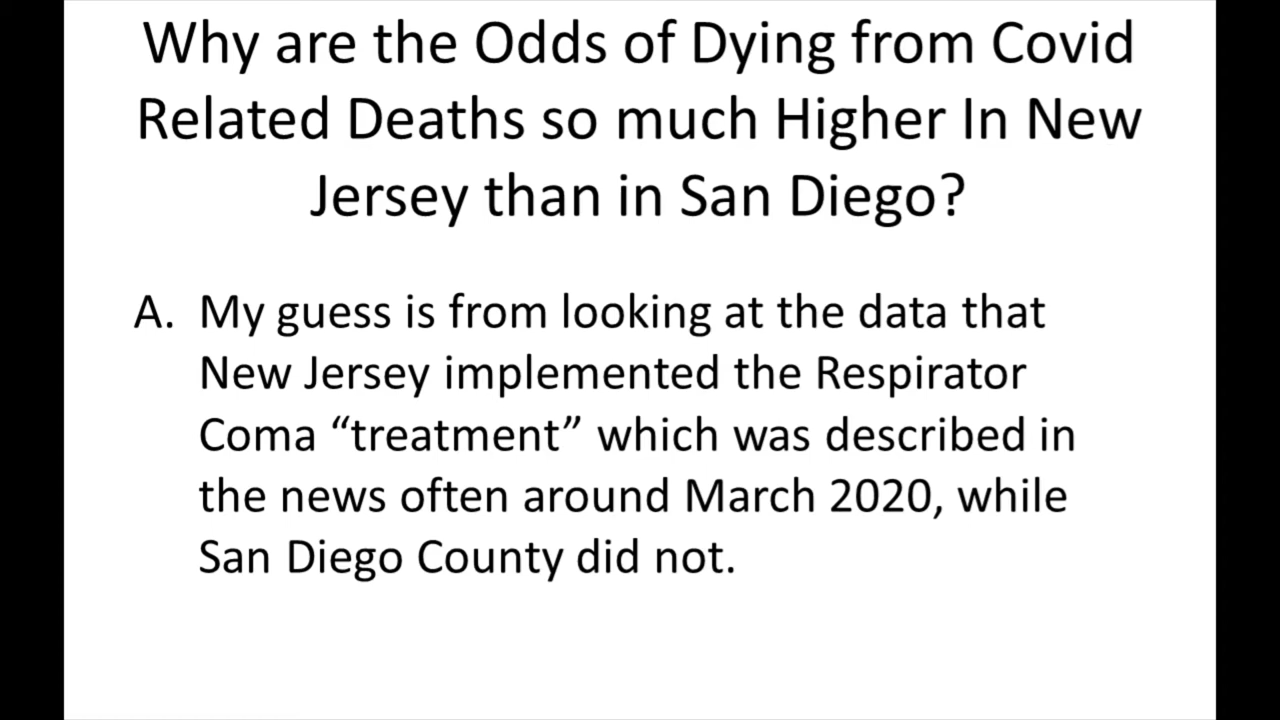 Why are the Odds of Dying from Covid
Related Deaths so much Higher In New
Jersey than in San Diego?
A. My guess is from looking at the data that
New Jersey implemented the Respirator
Coma “treatment” which was described in
the news often around March 2020, while
San Diego County did not.